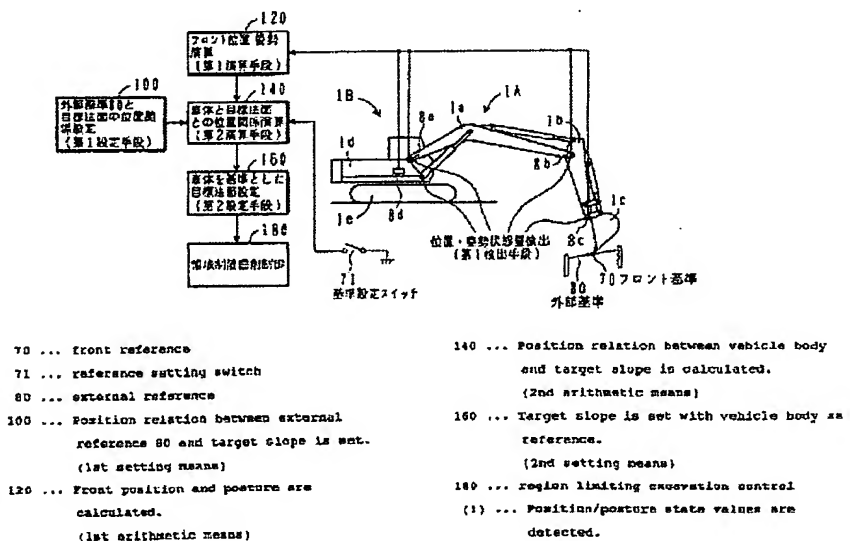 120
フロント位置・姿勢
演算
(第1演算手段)
100
外部基準80と
目標法面の位置関
係設定
(第1設定手段)
140
車体と目標法面
との位置関係演算
(第2演算手段)
160
車体を基準とした
目標法面設定
(第2設定手段)
180
1B
1A
1a
8a
1d
1b
8b
8d
1e
1c
8c
位置・姿勢状態量検出
(第1検出手段)
71
基準設定スイッチ
70 フロント基準
80
外部基準
70 ... front reference
71 ... reference setting switch
80 ... external reference
100 ... Position relation between external
reference 80 and target slope is set.
(1st setting means)
120 ... Front position and posture are
calculated.
(1st arithmetic means)
140 ... Position relation between vehicle body
and target slope is calculated.
(2nd arithmetic means)
160 ... Target slope is set with vehicle body as
reference.
(2nd setting means)
180 ... region limiting excavation control
(1) ... Position/posture state values are
detected.